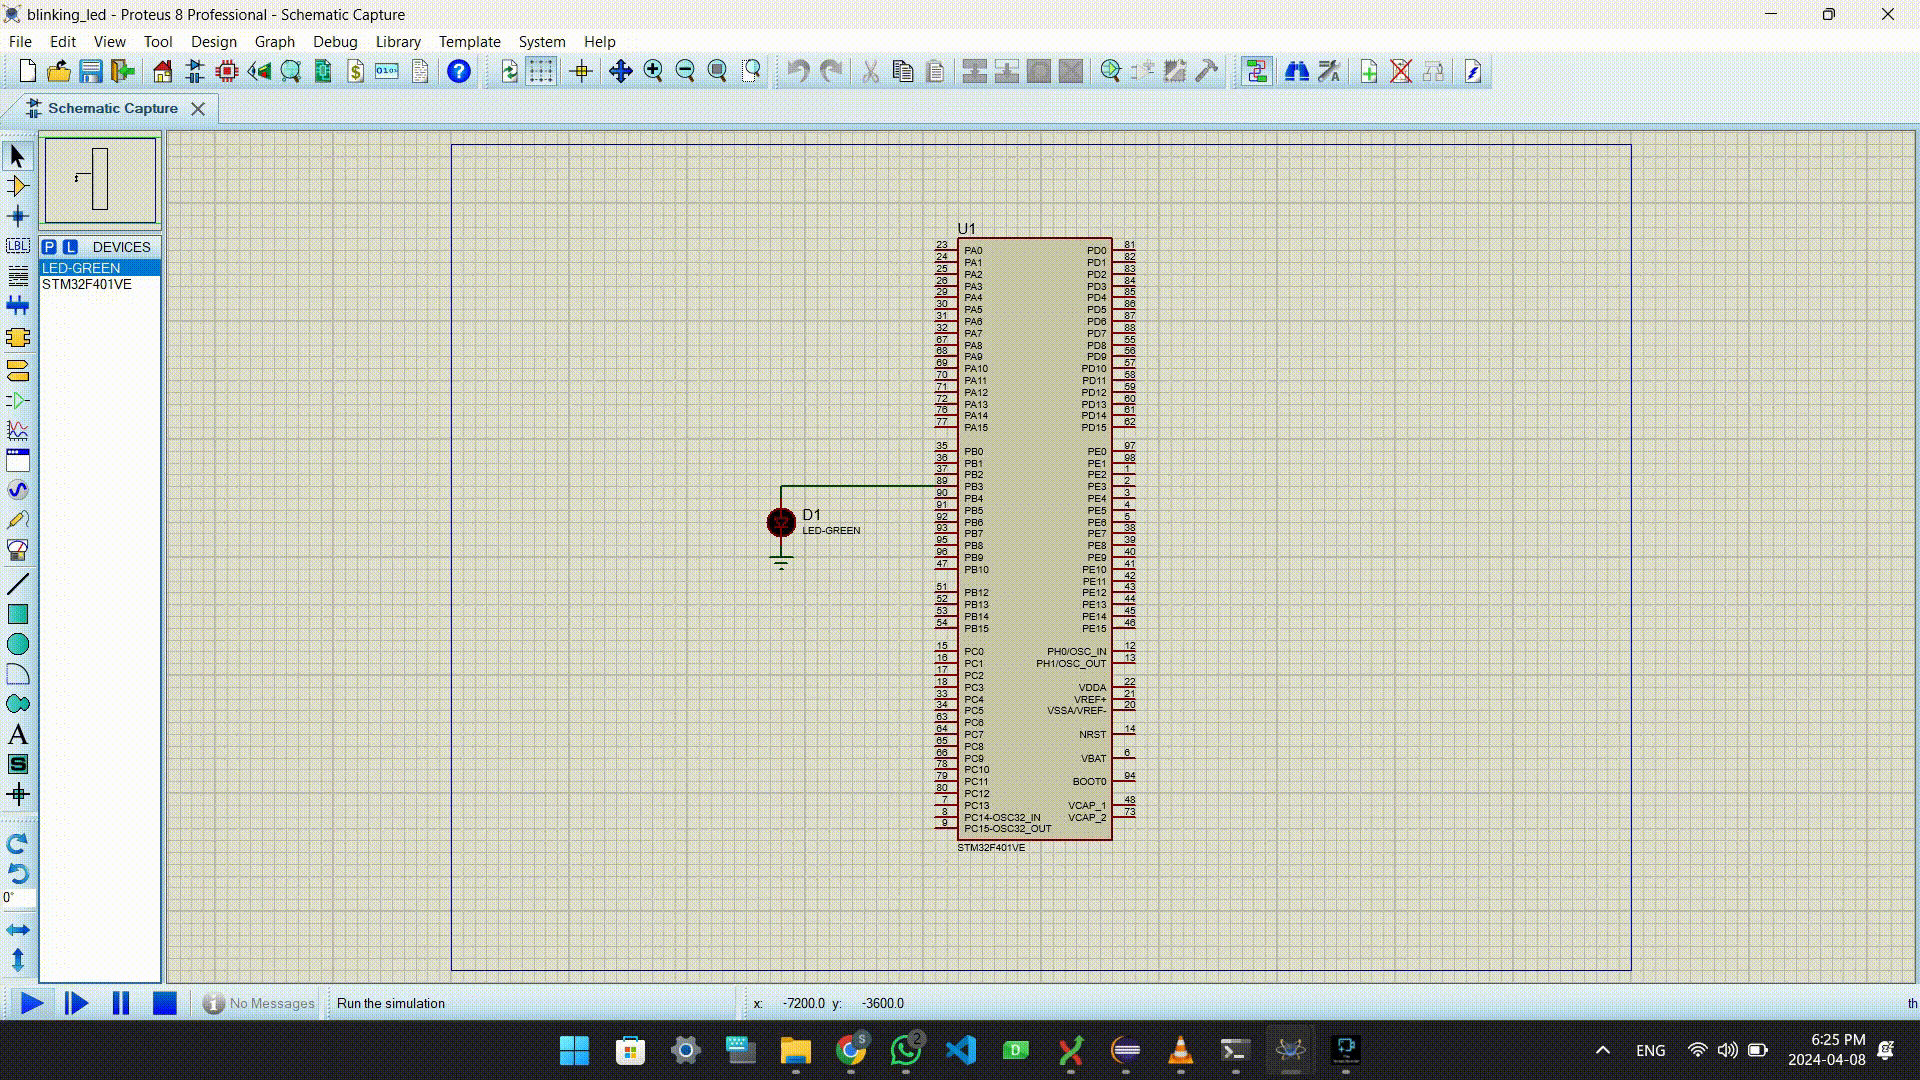 blinking_led - Proteus 8 Professional - Schematic Capture
File Edit View Tool Design Graph Debug Library Template System Help
Schematic Capture
P L DEVICES
LED-GREEN
STM32F401VE
LBL
A
S
0°
U1
23 PA0 PD0 81
24 PA1 PD1 82
25 PA2 PD2 83
26 PA3 PD3 84
29 PA4 PD4 85
30 PA5 PD5 86
31 PA6 PD6 87
32 PA7 PD7 88
67 PA8 PD8 55
68 PA9 PD9 56
69 PA10 PD10 57
70 PA11 PD11 58
71 PA12 PD12 59
72 PA13 PD13 60
76 PA14 PD14 61
77 PA15 PD15 62
35 PB0 PE0 97
36 PB1 PE1 98
37 PB2 PE2 1
89 PB3 PE3 2
90 PB4 PE4 3
91 PB5 PE5 4
92 PB6 PE6 5
93 PB7 PE7 38
95 PB8 PE8 39
96 PB9 PE9 40
47 PB10 PE10 41
PE11 42
51 PB12 PE12 43
52 PB13 PE13 44
53 PB14 PE14 45
54 PB15 PE15 46
15 PC0 PH0/OSC_IN 12
16 PC1 PH1/OSC_OUT 13
17 PC2
18 PC3 VDDA 22
33 PC4 VREF+ 21
34 PC5 VSSA/VREF- 20
63 PC6
64 PC7 NRST 14
65 PC8
66 PC9 VBAT 6
78 PC10
79 PC11 BOOT0 94
80 PC12
7 PC13 VCAP_1 48
8 PC14-OSC32_IN VCAP_2 73
9 PC15-OSC32_OUT
STM32F401VE
D1
LED-GREEN
No Messages Run the simulation x: -7200.0 y: -3600.0 th
ENG
6:25 PM
2024-04-08